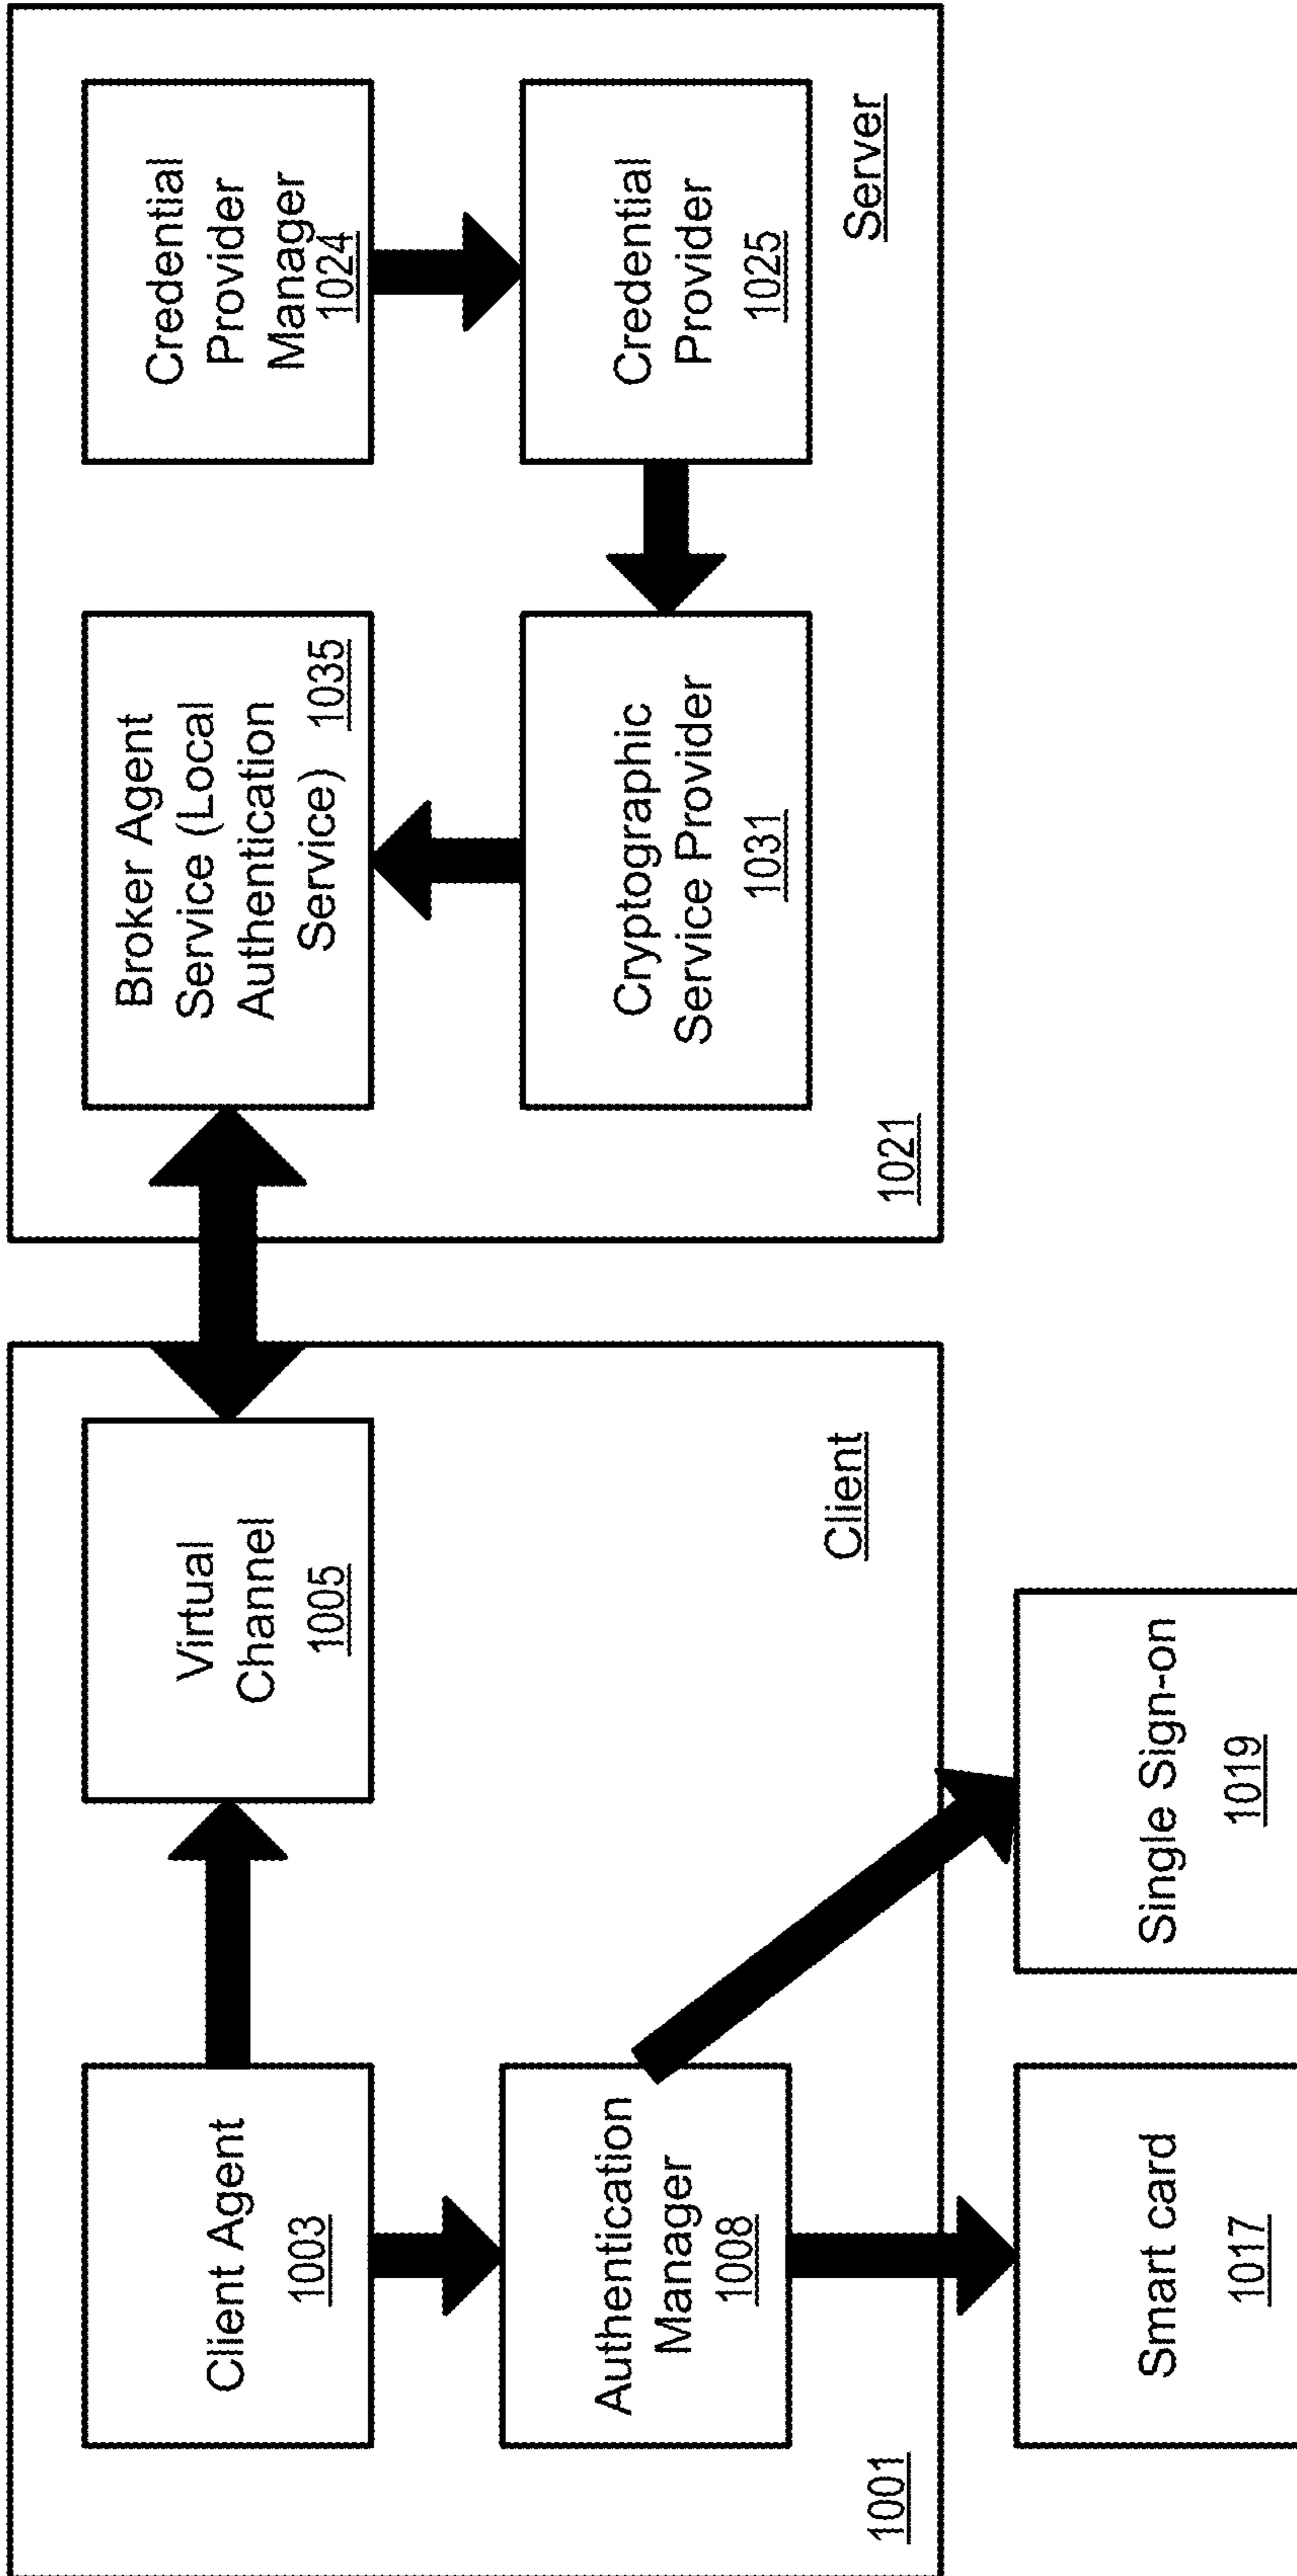 Client Agent
1003
Virtual
Channel
1005
Authentication
Manager
1008
Client
1001
Smart card
1017
Single Sign-on
1019
Broker Agent
Service (Local
Authentication
Service) 1035
Credential
Provider
Manager
1024
Cryptographic
Service Provider
1031
Credential
Provider
1025
Server
1021